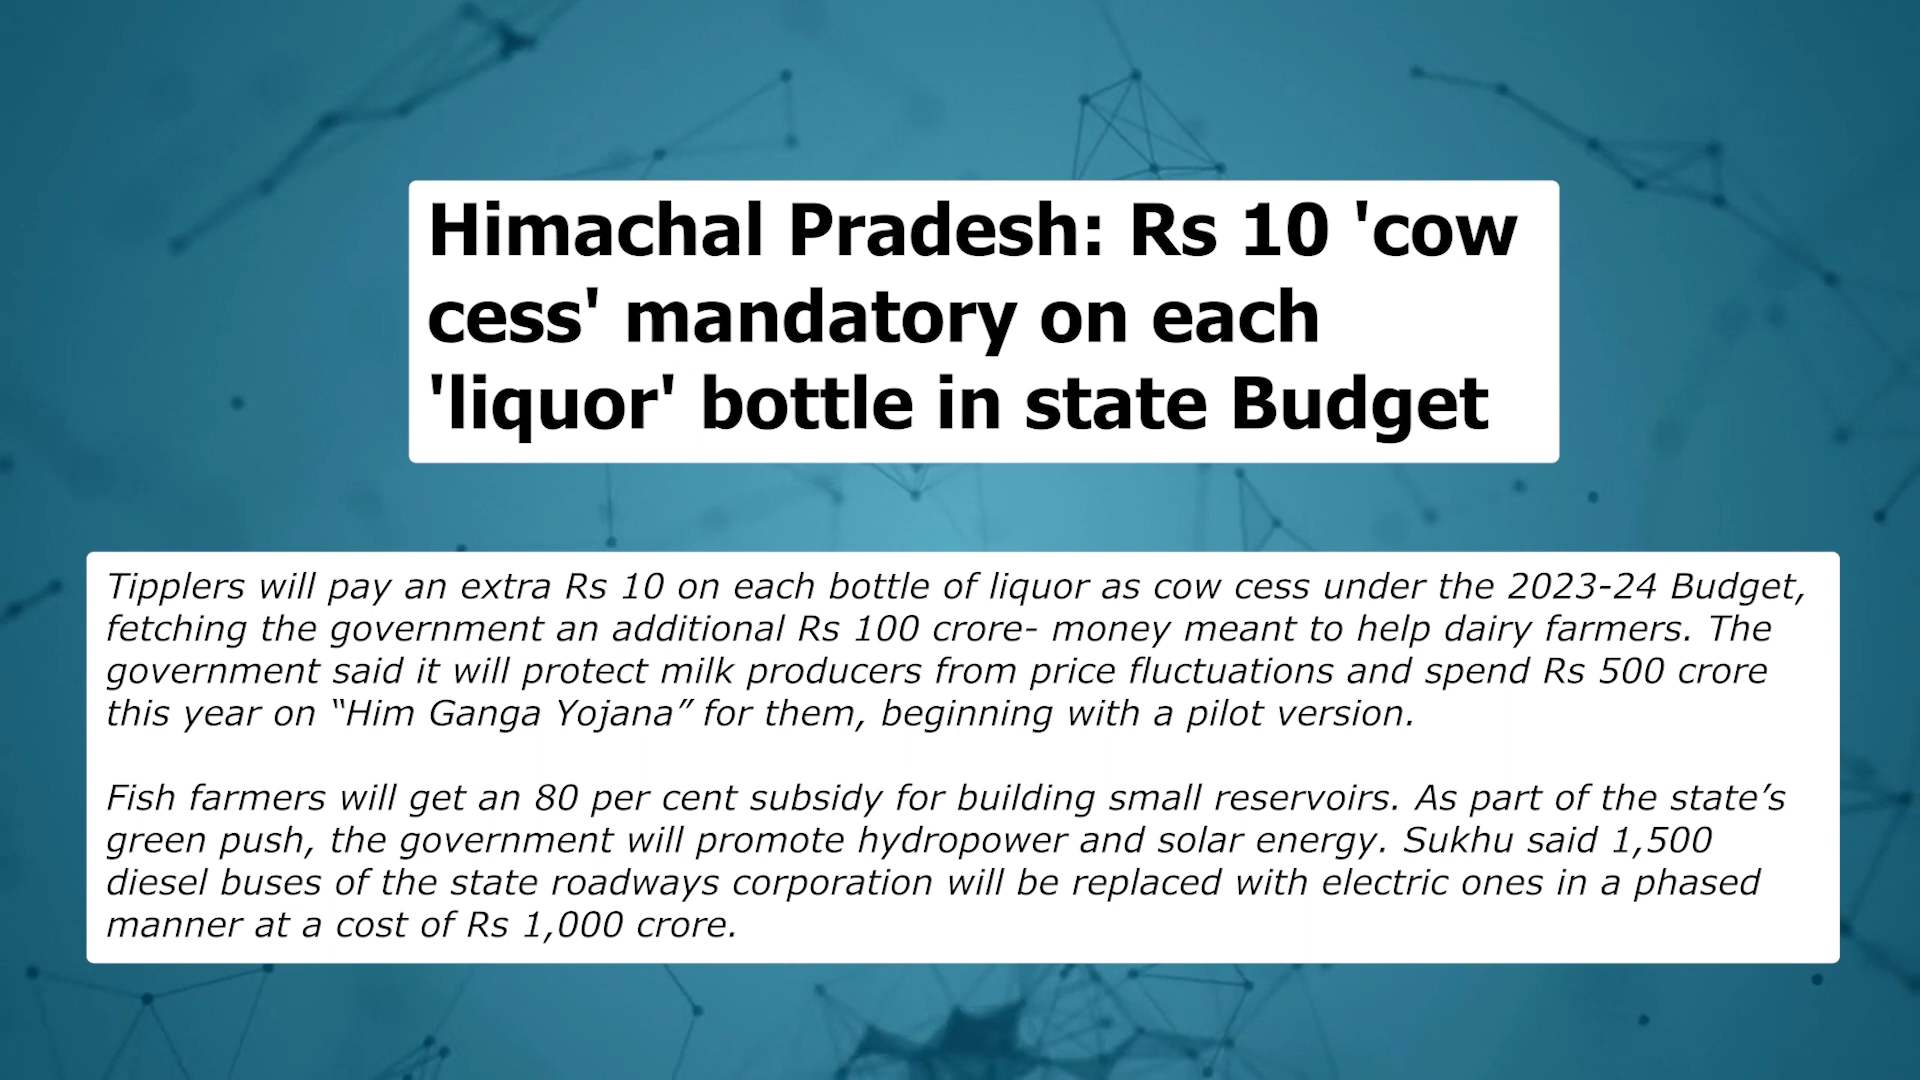 Himachal Pradesh: Rs 10 'cow
cess' mandatory on each
'liquor' bottle in state Budget
Tipplers will pay an extra Rs 10 on each bottle of liquor as cow cess under the 2023-24 Budget,
fetching the government an additional Rs 100 crore- money meant to help dairy farmers. The
government said it will protect milk producers from price fluctuations and spend Rs 500 crore
this year on “Him Ganga Yojana” for them, beginning with a pilot version.
Fish farmers will get an 80 per cent subsidy for building small reservoirs. As part of the state’s
green push, the government will promote hydropower and solar energy. Sukhu said 1,500
diesel buses of the state roadways corporation will be replaced with electric ones in a phased
manner at a cost of Rs 1,000 crore.